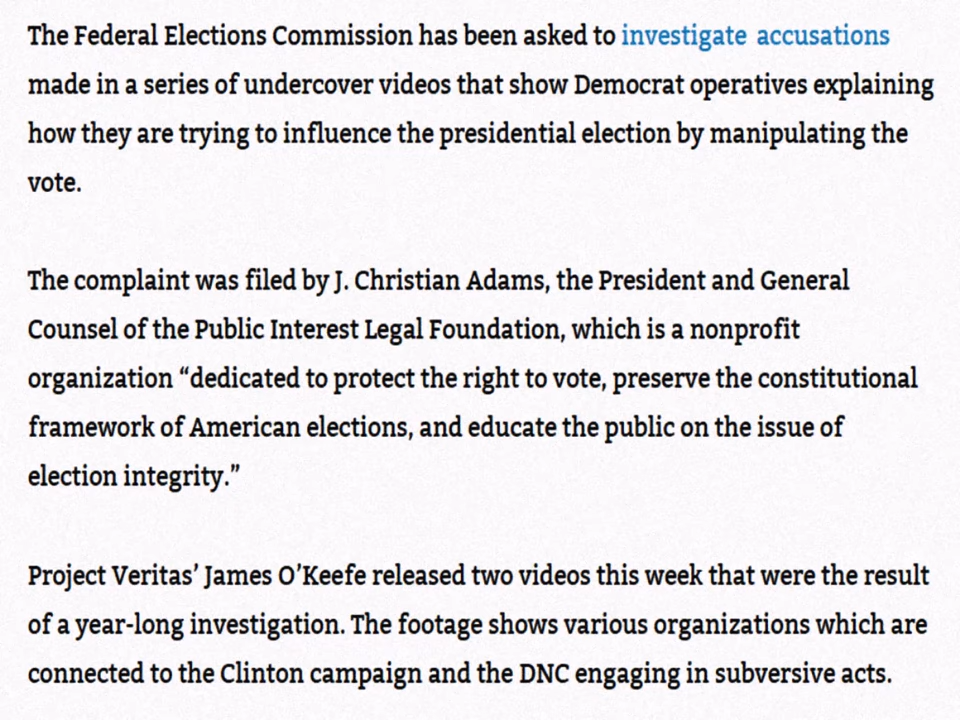 The Federal Elections Commission has been asked to investigate accusations
made in a series of undercover videos that show Democrat operatives explaining
how they are trying to influence the presidential election by manipulating the
vote.
The complaint was filed by J. Christian Adams, the President and General
Counsel of the Public Interest Legal Foundation, which is a nonprofit
organization “dedicated to protect the right to vote, preserve the constitutional
framework of American elections, and educate the public on the issue of
election integrity.”
Project Veritas’ James O’Keefe released two videos this week that were the result
of a year-long investigation. The footage shows various organizations which are
connected to the Clinton campaign and the DNC engaging in subversive acts.